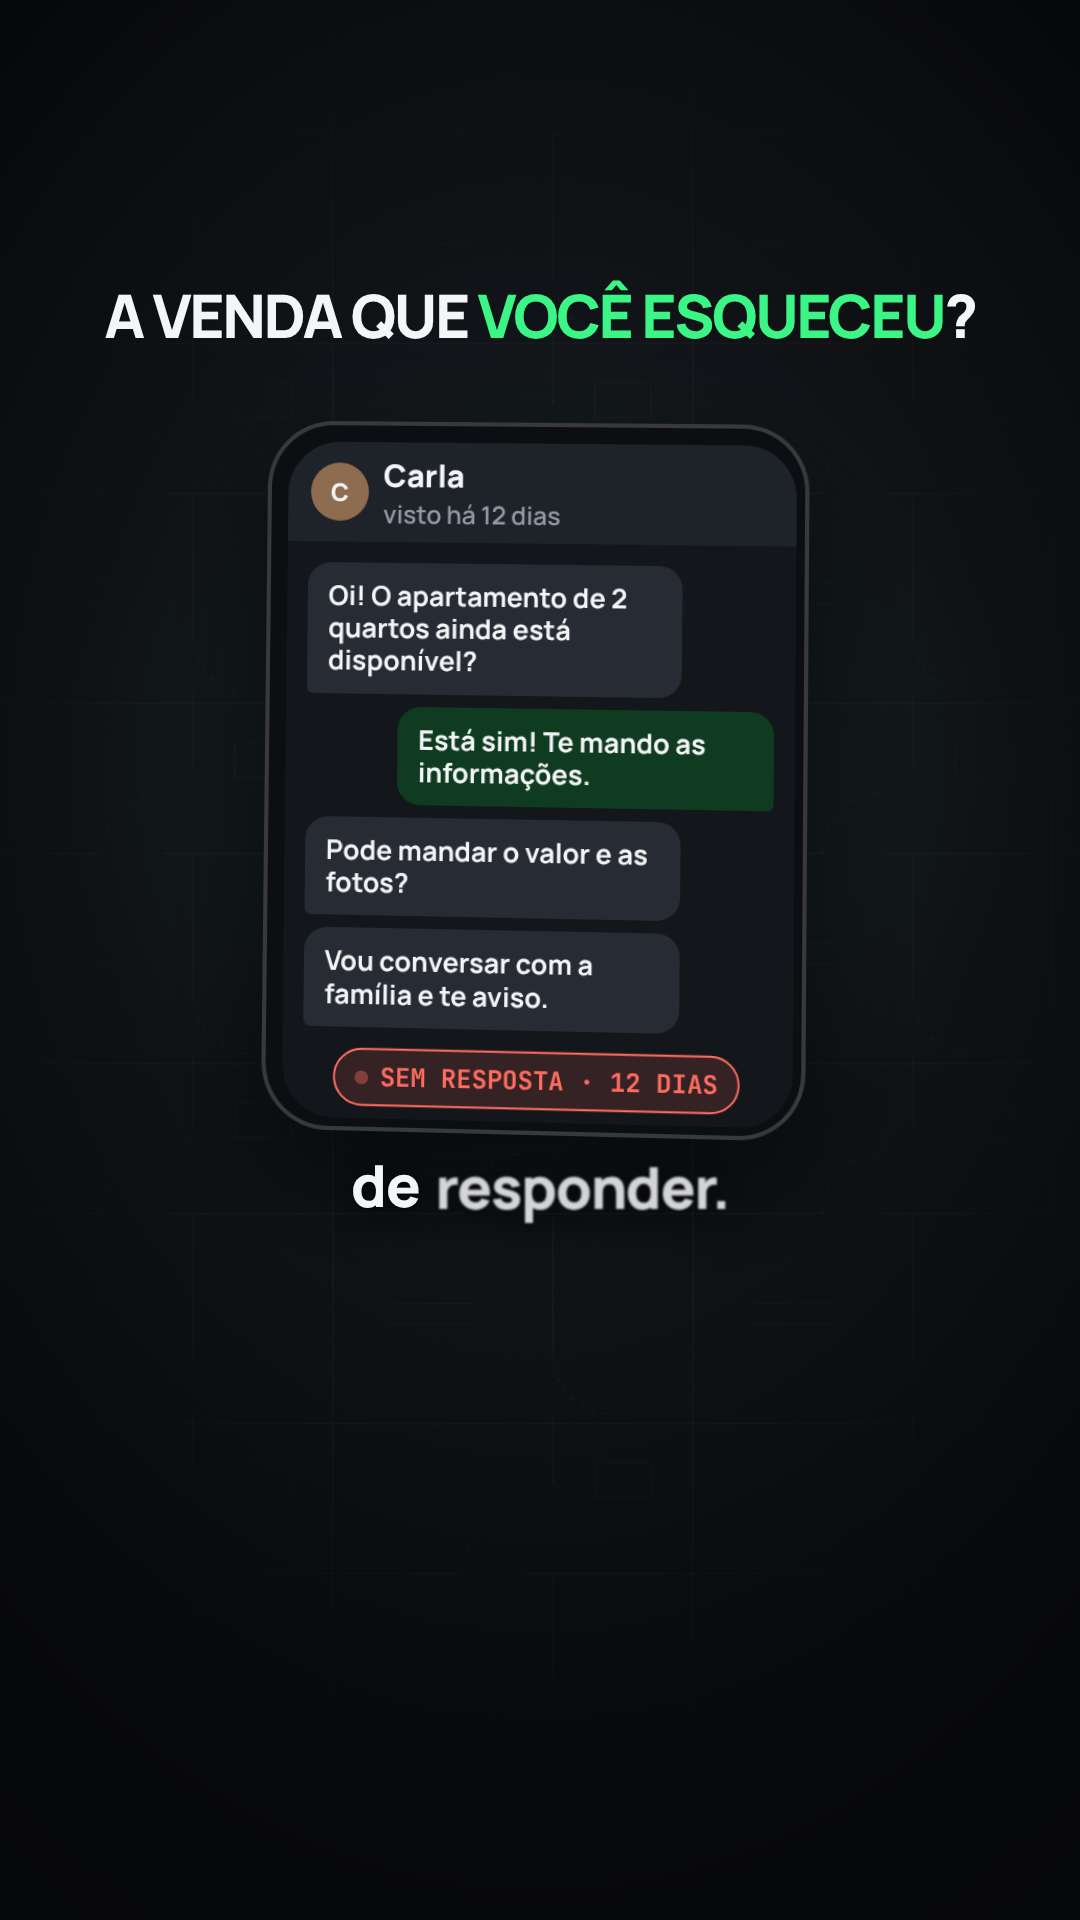 A VENDA QUE VOCÊ ESQUECEU?
C
Carla
visto há 12 dias
Oi! O apartamento de 2
quartos ainda está
disponível?
Está sim! Te mando as
informações.
Pode mandar o valor e as
fotos?
Vou conversar com a
família e te aviso.
SEM RESPOSTA · 12 DIAS
de responder.